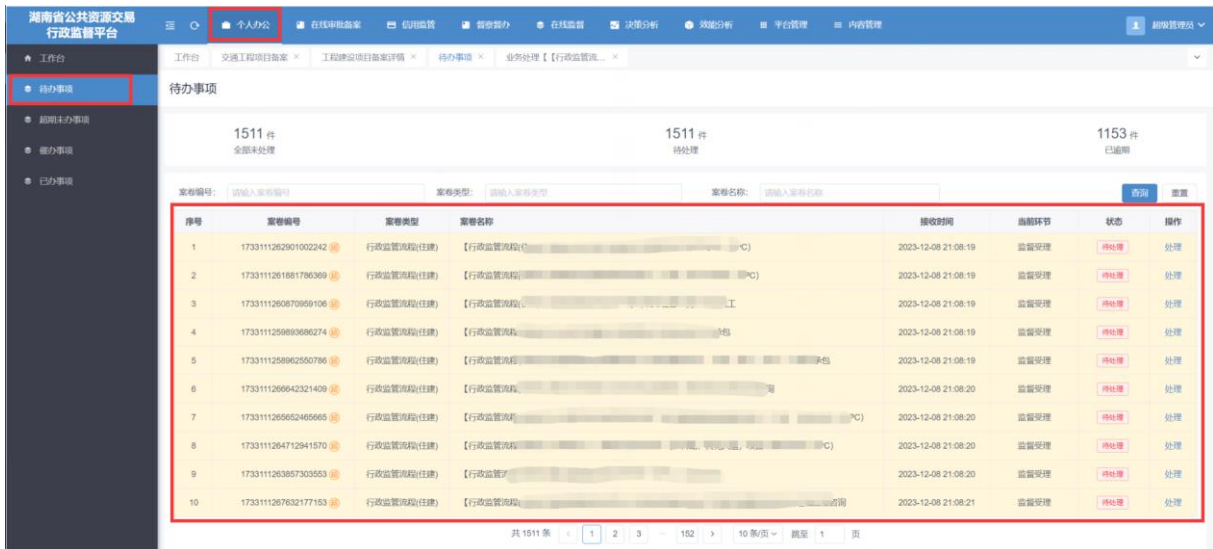 湖南省公共资源交易
行政监督平台
个人办公 在线审批备案 信用监管 督查督办 在线监督 决策分析 效能分析 平台管理 内容管理 超级管理员
工作台
待办事项
超期未办事项
催办事项
已办事项
工作台 交通工程项目备案 × 工程建设项目备案详情 × 待办事项 × 业务处理【【行政监管流... ×
待办事项
1511 件 1511 件 1153 件
全部未处理 待处理 已逾期
案卷编号: 请输入案卷编号 案卷类型: 请输入案卷类型 案卷名称: 请输入案卷名称 查询 重置
序号 案卷编号 案卷类型 案卷名称 接收时间 当前环节 状态 操作
1 1733111262901002242 超 行政监管流程(住建) 【行政监管流程( 2023-12-08 21:08:19 监督受理 待处理 处理
2 1733111261881786369 超 行政监管流程(住建) 【行政监管流程( PC) 2023-12-08 21:08:19 监督受理 待处理 处理
3 1733111260870959106 超 行政监管流程(住建) 【行政监管流程( 工 2023-12-08 21:08:19 监督受理 待处理 处理
4 1733111259893686274 超 行政监管流程(住建) 【行政监管流程 包 2023-12-08 21:08:19 监督受理 待处理 处理
5 1733111258962550786 超 行政监管流程(住建) 【行政监管流程 包 2023-12-08 21:08:19 监督受理 待处理 处理
6 1733111266642321409 超 行政监管流程(住建) 【行政监管流程 2023-12-08 21:08:20 监督受理 待处理 处理
7 1733111265652465665 超 行政监管流程(住建) 【行政监管流程 PC) 2023-12-08 21:08:20 监督受理 待处理 处理
8 1733111264712941570 超 行政监管流程(住建) 【行政监管流程 PC) 2023-12-08 21:08:20 监督受理 待处理 处理
9 1733111263857303553 超 行政监管流程(住建) 【行政监管流 2023-12-08 21:08:20 监督受理 待处理 处理
10 1733111267632177153 超 行政监管流程(住建) 【行政监管流程( 咨询 2023-12-08 21:08:21 监督受理 待处理 处理
共 1511 条 < 1 2 3 ··· 152 > 10 条/页 跳至 1 页